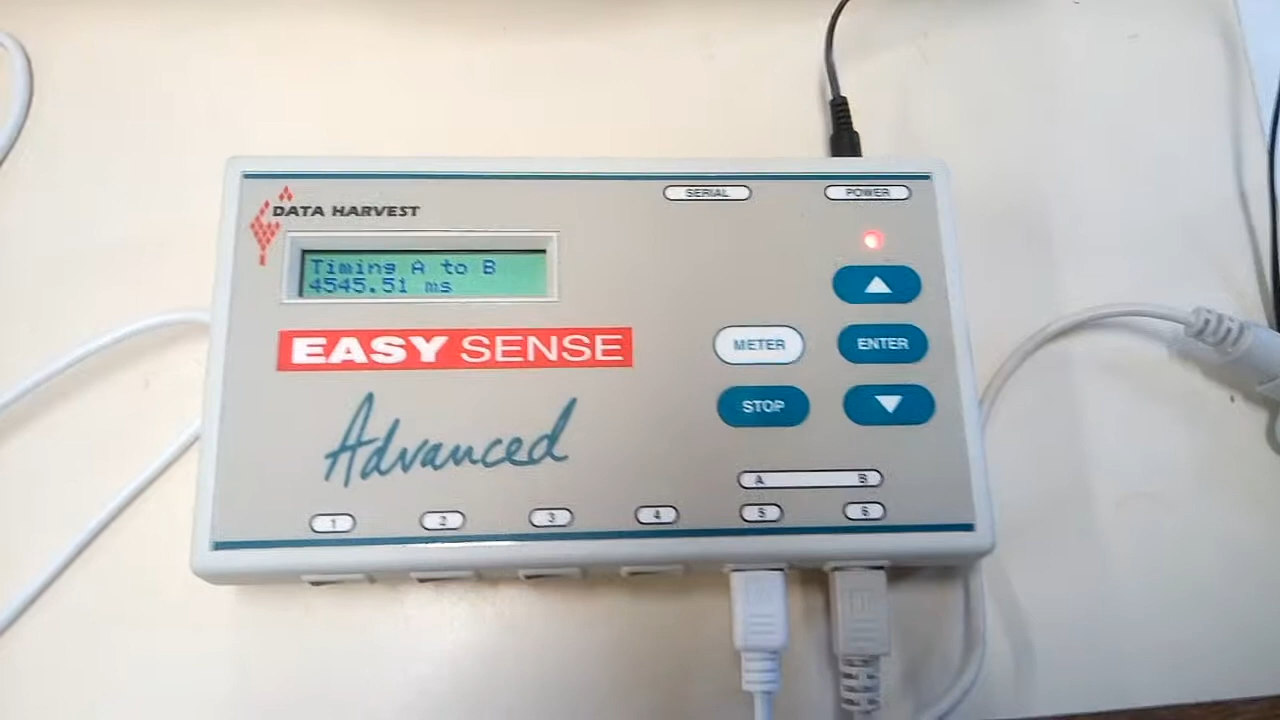 SERIAL
POWER
DATA HARVEST
Timing A to B
4545.51 ms
EASY SENSE
METER
ENTER
STOP
Advanced
A B
1 2 3 4 5 6